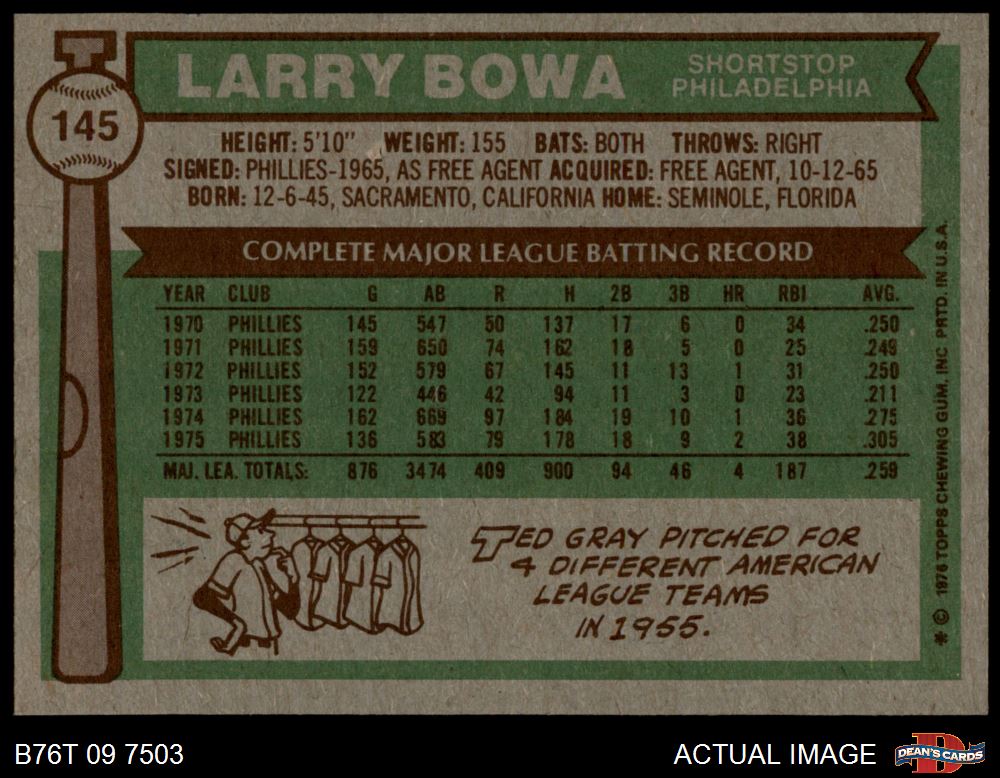 145
LARRY BOWA
SHORTSTOP
PHILADELPHIA
HEIGHT: 5'10" WEIGHT: 155 BATS: BOTH THROWS: RIGHT
SIGNED: PHILLIES-1965, AS FREE AGENT ACQUIRED: FREE AGENT, 10-12-65
BORN: 12-6-45, SACRAMENTO, CALIFORNIA HOME: SEMINOLE, FLORIDA
COMPLETE MAJOR LEAGUE BATTING RECORD
YEAR CLUB G AB R H 2B 3B HR RBI AVG.
1970 PHILLIES 145 547 50 137 17 6 0 34 .250
1971 PHILLIES 159 650 74 162 18 5 0 25 .249
1972 PHILLIES 152 579 67 145 11 13 1 31 .250
1973 PHILLIES 122 446 42 94 11 3 0 23 .211
1974 PHILLIES 162 669 97 184 19 10 1 36 .275
1975 PHILLIES 136 583 79 178 18 9 2 38 .305
MAJ. LEA. TOTALS: 876 3474 409 900 94 46 4 187 .259
TED GRAY PITCHED FOR
4 DIFFERENT AMERICAN
LEAGUE TEAMS
IN 1955.
* © 1976 TOPPS CHEWING GUM, INC PRTD. IN U.S.A.
B76T 09 7503
ACTUAL IMAGE
DEAN'S CARDS